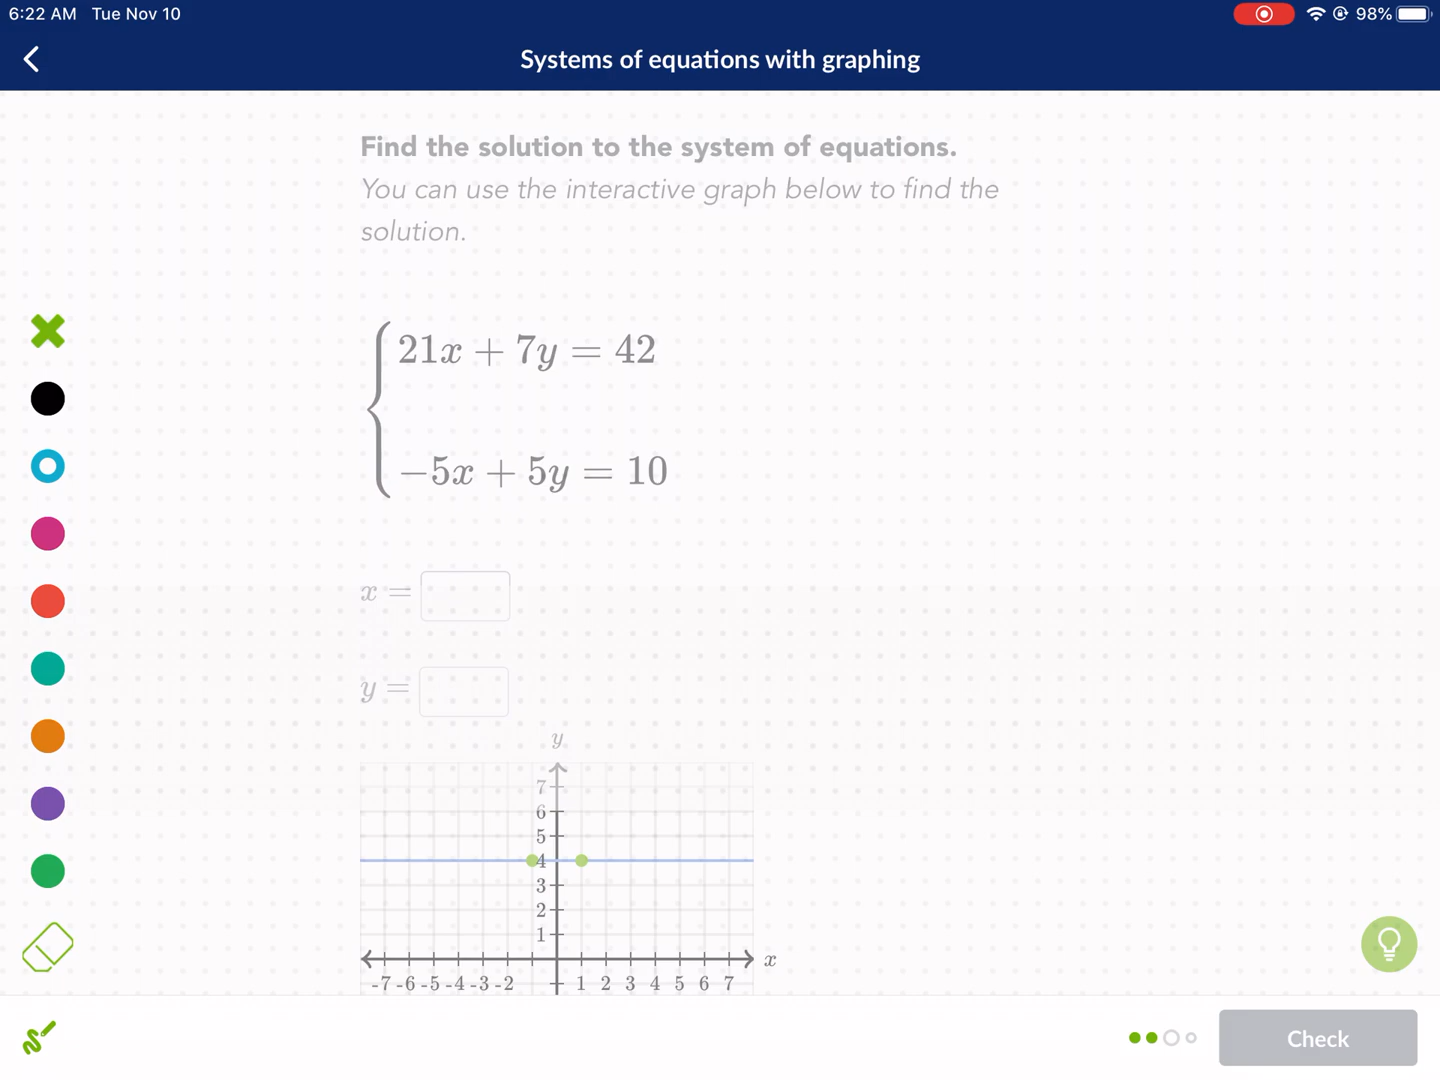 6:22 AM Tue Nov 10 98%
Systems of equations with graphing
Find the solution to the system of equations.
You can use the interactive graph below to find the
solution.
21x + 7y = 42
−5x + 5y = 10
x =
y =
y
7
6
5
4
3
2
1
x
-7 -6 -5 -4 -3 -2 1 2 3 4 5 6 7
Check